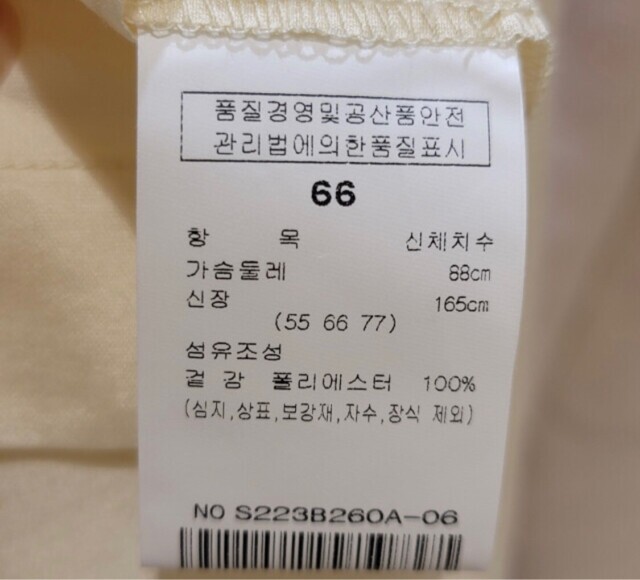 품질경영및공산품안전
관리법에의한품질표시
66
항 목 신체치수
가슴둘레 88cm
신장 165cm
(55 66 77)
섬유조성
겉 감 폴리에스터 100%
(심지,상표,보강재,자수,장식 제외)
NO S223B260A-06